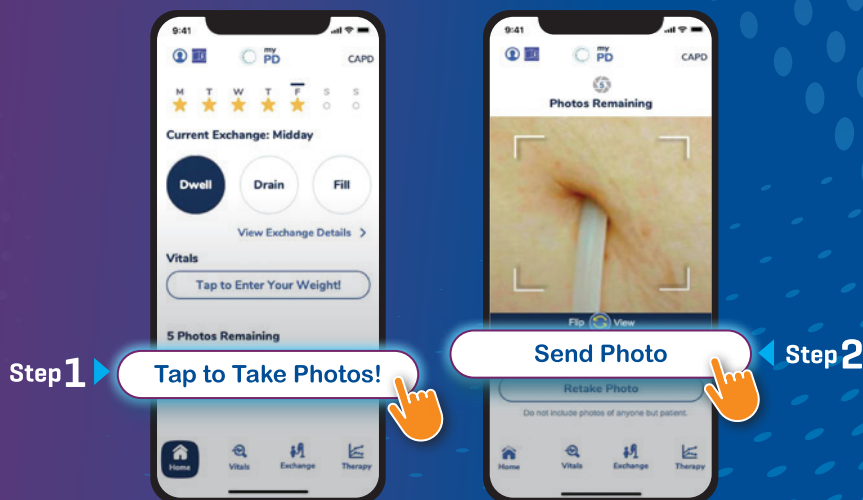 9:41
my
PD
CAPD
M T W T F S S
Current Exchange: Midday
Dwell Drain Fill
View Exchange Details >
Vitals
Tap to Enter Your Weight!
5 Photos Remaining
Step 1
Tap to Take Photos!
Home Vitals Exchange Therapy
9:41
my
PD
CAPD
5
Photos Remaining
Flip View
Send Photo
Step 2
Retake Photo
Do not include photos of anyone but patient.
Home Vitals Exchange Therapy